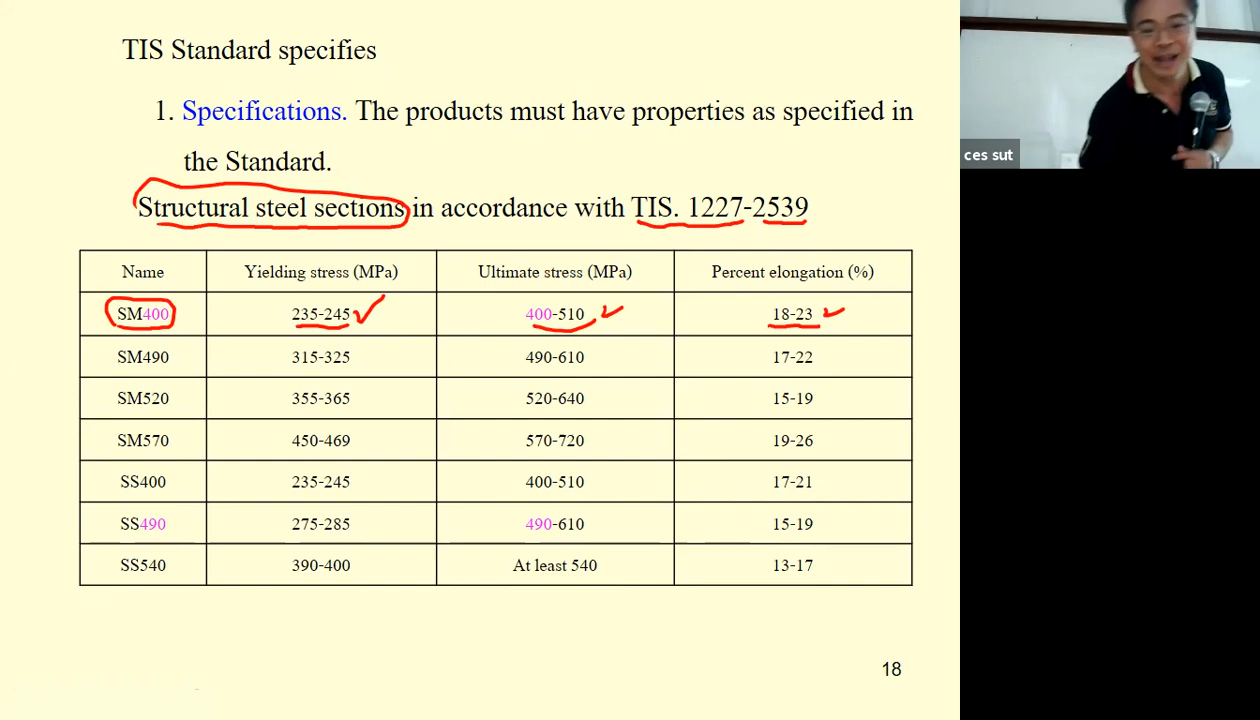 TIS Standard specifies
1. Specifications. The products must have properties as specified in
the Standard.
Structural steel sections in accordance with TIS. 1227-2539
Name Yielding stress (MPa) Ultimate stress (MPa) Percent elongation (%)
SM400 235-245 400-510 18-23
SM490 315-325 490-610 17-22
SM520 355-365 520-640 15-19
SM570 450-469 570-720 19-26
SS400 235-245 400-510 17-21
SS490 275-285 490-610 15-19
SS540 390-400 At least 540 13-17
18
ces sut